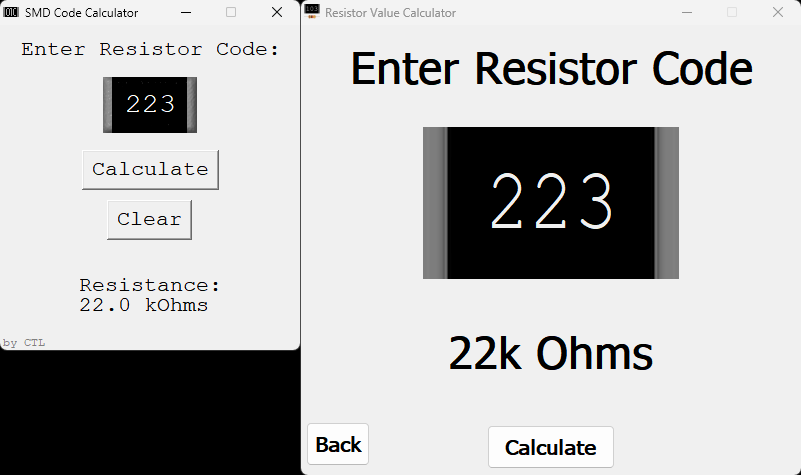 SMD Code Calculator
Enter Resistor Code:
223
Calculate
Clear
Resistance:
22.0 kOhms
by CTL
103
Resistor Value Calculator
Enter Resistor Code
223
22k Ohms
Back
Calculate